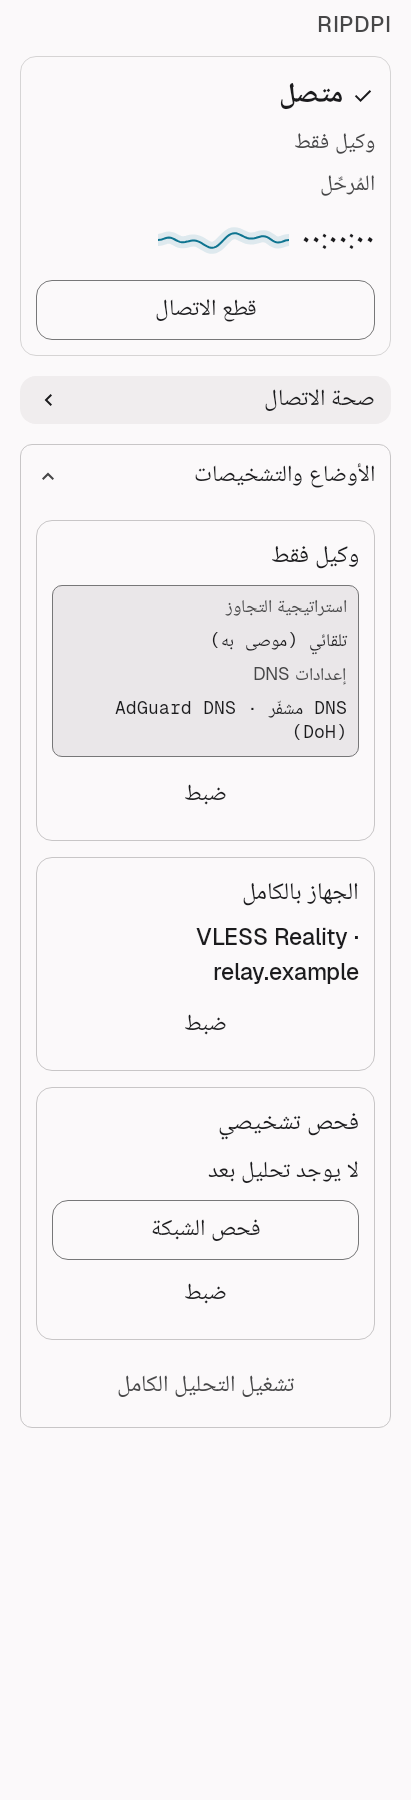 RIPDPI
متصل
وكيل فقط
المُرحِّل
٠٠:٠٠:٠٠
قطع الاتصال
صحة الاتصال
الأوضاع والتشخيصات
وكيل فقط
استراتيجية التجاوز
تلقائي (موصى به)
إعدادات DNS
DNS مشفّر · AdGuard DNS
(DoH)
ضبط
الجهاز بالكامل
VLESS Reality ·
relay.example
ضبط
فحص تشخيصي
لا يوجد تحليل بعد
فحص الشبكة
ضبط
تشغيل التحليل الكامل